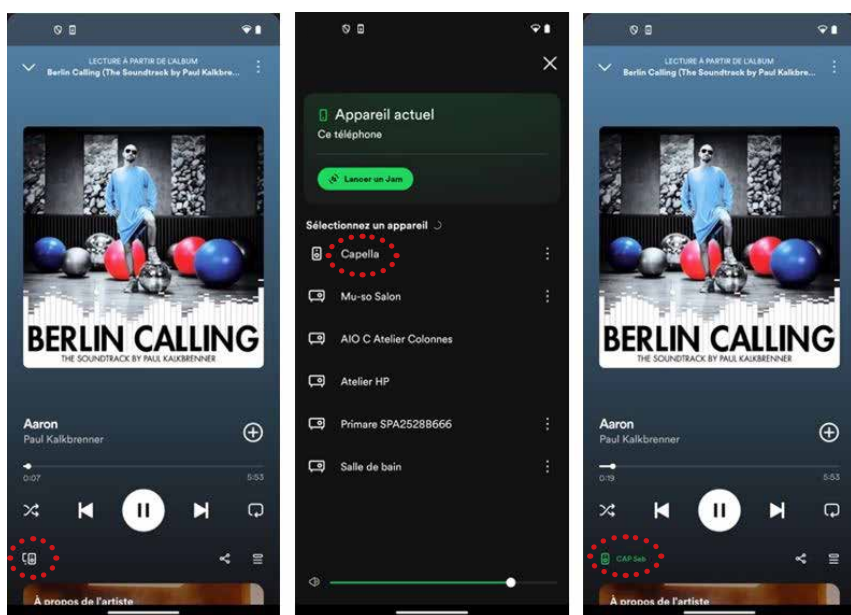 LECTURE À PARTIR DE L'ALBUM
Berlin Calling (The Soundtrack by Paul Kalkbre...
BERLIN CALLING
THE SOUNDTRACK BY PAUL KALKBRENNER
Aaron
Paul Kalkbrenner
0:07
5:53
À propos de l'artiste
Appareil actuel
Ce téléphone
Lancer un Jam
Sélectionnez un appareil
Capella
Mu-so Salon
AIO C Atelier Colonnes
Atelier HP
Primare SPA2528B666
Salle de bain
LECTURE À PARTIR DE L'ALBUM
Berlin Calling (The Soundtrack by Paul Kalkbre...
BERLIN CALLING
THE SOUNDTRACK BY PAUL KALKBRENNER
Aaron
Paul Kalkbrenner
0:19
5:53
CAP Seb
À propos de l'artiste